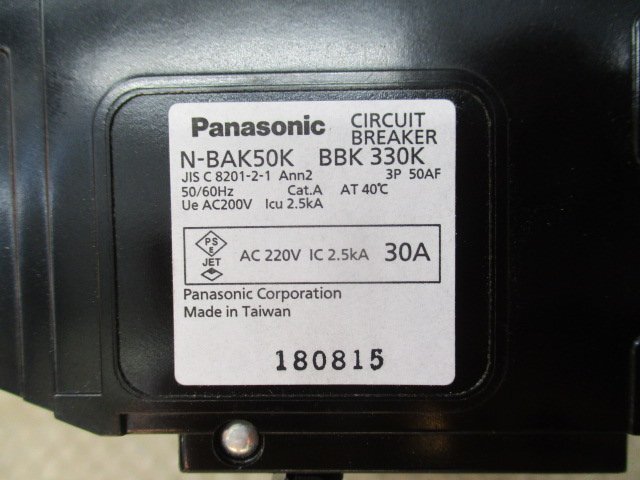 Panasonic CIRCUIT BREAKER
N-BAK50K BBK 330K
JIS C 8201-2-1 Ann2 3P 50AF
50/60Hz Cat.A AT 40℃
Ue AC200V Icu 2.5kA
PS E JET AC 220V IC 2.5kA 30A
Panasonic Corporation
Made in Taiwan
180815